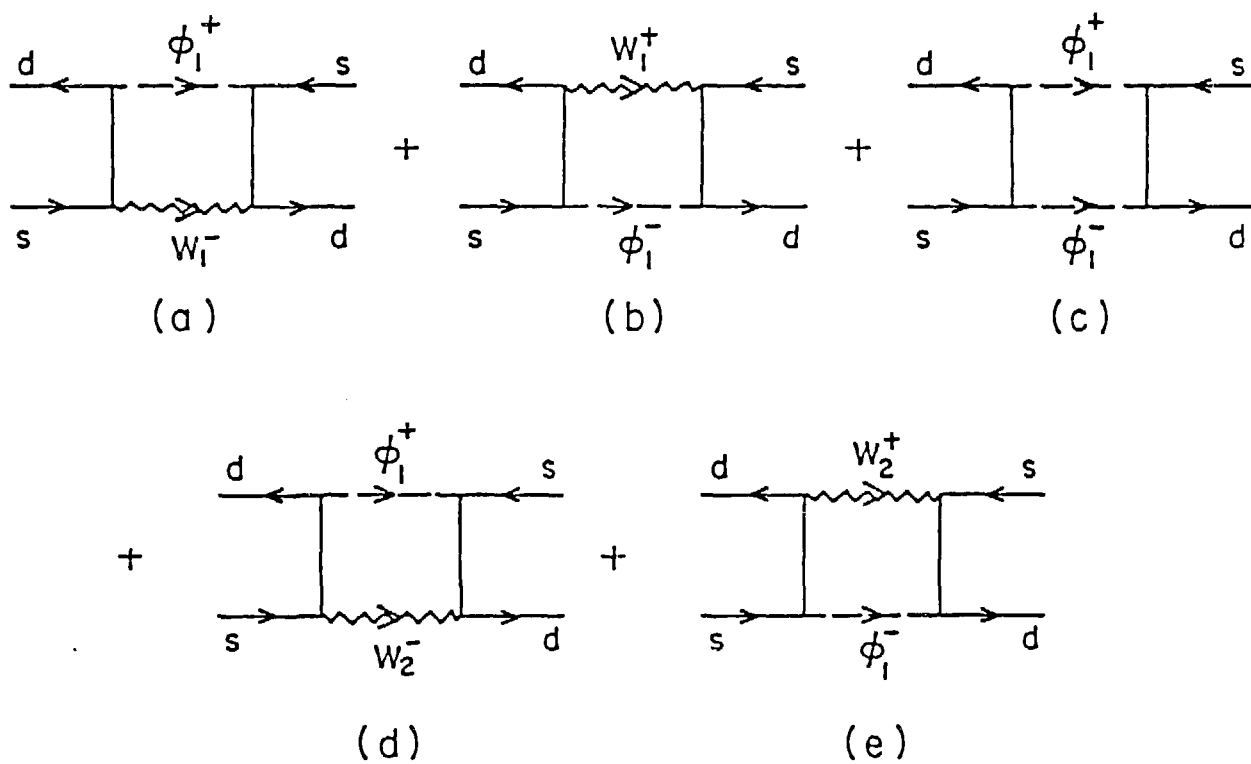 ϕ₁⁺ W₁⁺ ϕ₁⁺
d s d s d s
+ +
s W₁⁻ d s ϕ₁⁻ d s ϕ₁⁻ d
(a) (b) (c)
ϕ₁⁺ W₂⁺
d s d s
+ +
s W₂⁻ d s ϕ₁⁻ d
(d) (e)